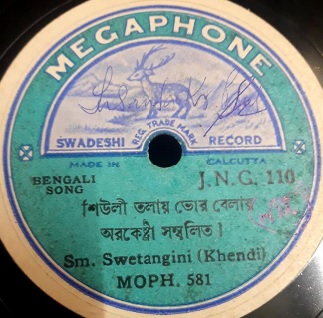 MEGAPHONE
SWADESHI REG. TRADE MARK RECORD
MADE IN CALCUTTA
BENGALI SONG
J.N.G. 110
[শিউলী তলায় ভোর বেলায়
অরকেষ্ট্রা সম্বলিত]
Sm. Swetangini (Khendi)
MOPH. 581